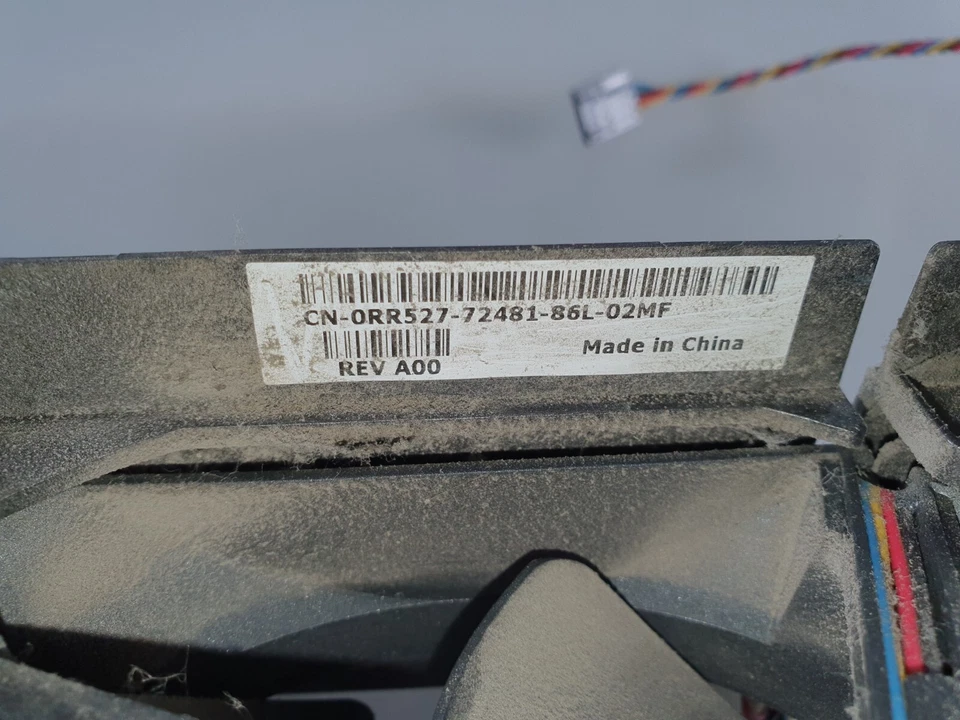 CN-0RR527-72481-86L-02MF
Made in China
REV A00